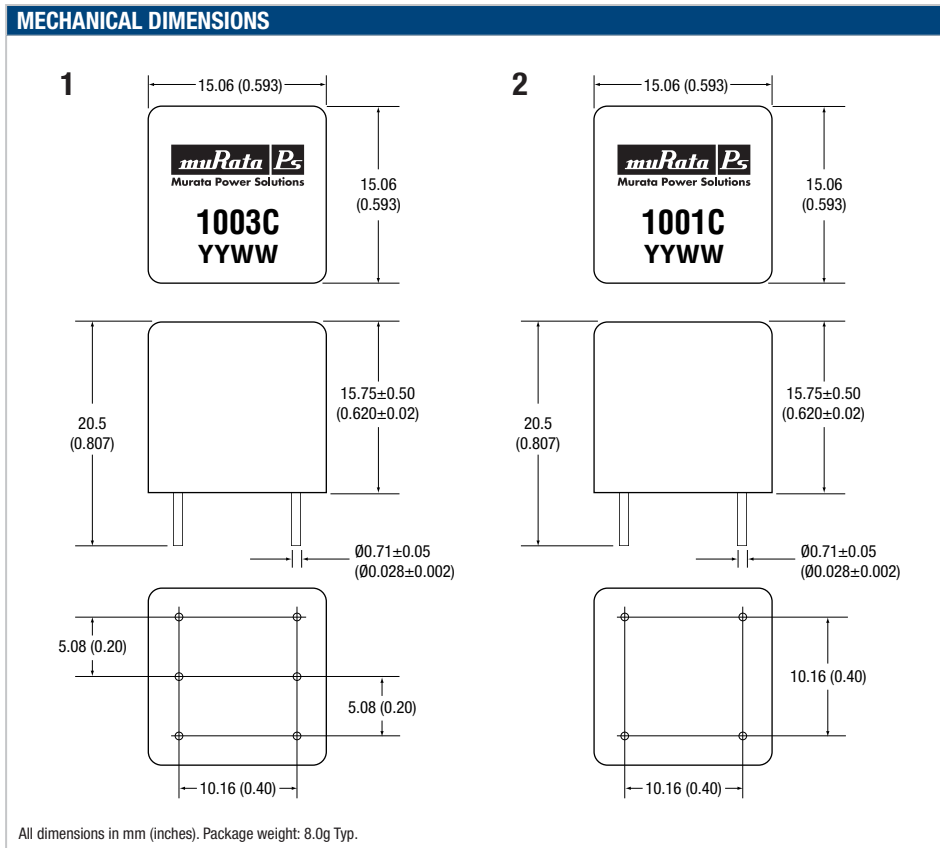 MECHANICAL DIMENSIONS
1
15.06 (0.593)
muRata Ps
Murata Power Solutions
1003C
YYWW
15.06
(0.593)
20.5
(0.807)
15.75±0.50
(0.620±0.02)
Ø0.71±0.05
(Ø0.028±0.002)
5.08 (0.20)
5.08 (0.20)
10.16 (0.40)
2
15.06 (0.593)
muRata Ps
Murata Power Solutions
1001C
YYWW
15.06
(0.593)
20.5
(0.807)
15.75±0.50
(0.620±0.02)
Ø0.71±0.05
(Ø0.028±0.002)
10.16 (0.40)
10.16 (0.40)
All dimensions in mm (inches). Package weight: 8.0g Typ.